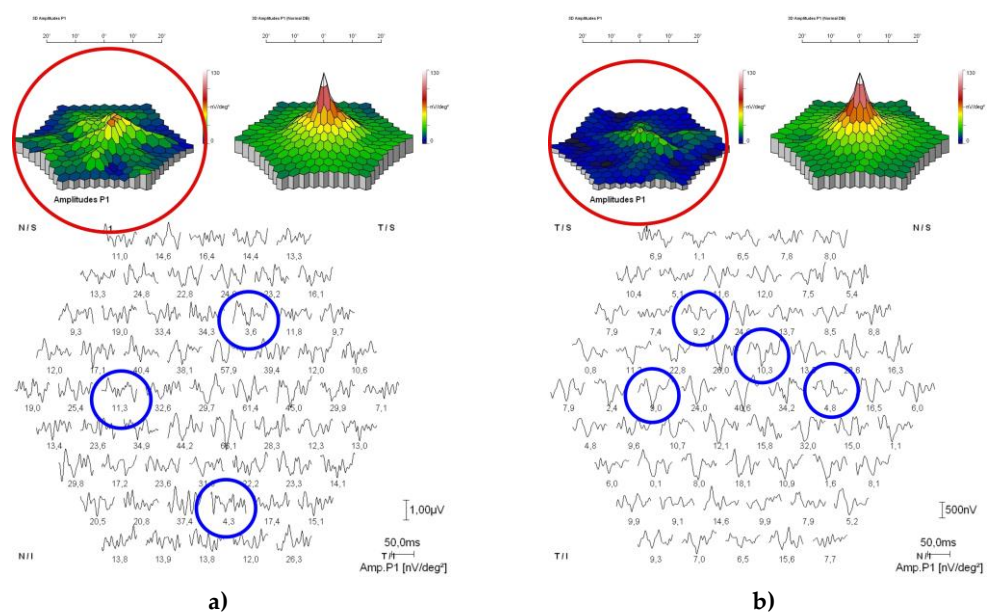 3D Amplitudes P1
3D Amplitudes P1 (Normal DB)
20° 10° 0° 10° 20°
20° 10° 0° 10° 20°
130
nV/deg²
0
130
nV/deg²
0
Amplitudes P1
N / S 1 T / S
11,0 14,6 16,4 14,4 13,3
13,3 24,8 22,8 23,2 16,1
9,3 19,0 33,4 34,3 3,6 11,8 9,7
12,0 17,1 40,4 38,1 57,9 39,4 12,0 10,6
19,0 25,4 11,3 32,6 29,7 61,4 45,0 29,9 7,1
13,4 23,6 34,9 44,2 28,3 12,3 13,0
29,8 17,2 23,6 22,2 23,3 14,1
20,5 20,8 37,4 4,3 17,4 15,1
1,00µV
13,8 13,9 13,8 12,0 26,3
50,0ms
N / I T / I
Amp.P1 [nV/deg²]
a)
3D Amplitudes P1
3D Amplitudes P1 (Normal DB)
20° 10° 0° 10° 20°
20° 10° 0° 10° 20°
130
nV/deg²
0
130
nV/deg²
0
Amplitudes P1
T / S N / S
6,9 1,1 6,5 7,8 8,0
10,4 5,1 11,6 12,0 7,5 5,4
7,9 7,4 9,2 13,7 8,5 8,8
0,8 11,2 22,8 10,3 16,3
7,9 2,4 24,0 40,6 34,2 4,8 16,5 6,0
4,8 9,6 10,7 12,1 15,8 32,0 15,0 1,1
6,0 0,1 8,0 18,1 10,9 1,6 8,1
9,9 9,1 14,6 9,9 7,9 5,2
500nV
9,3 7,0 6,5 15,6 7,7
50,0ms
T / I N / I
Amp.P1 [nV/deg²]
b)